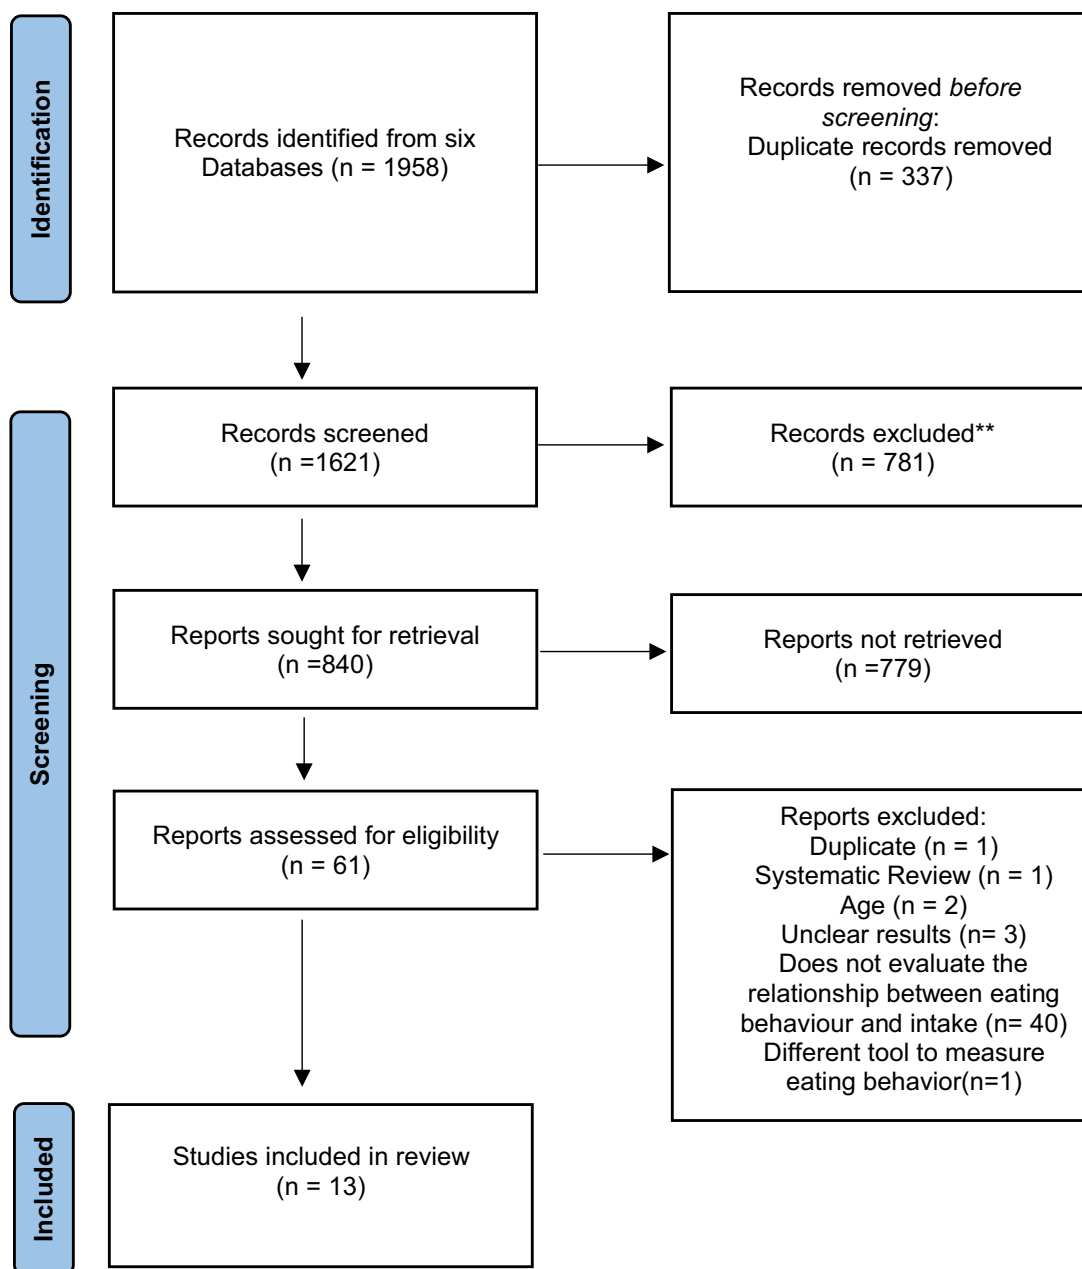 Identification
Records identified from six
Databases (n = 1958)
Records removed before
screening:
Duplicate records removed
(n = 337)
Screening
Records screened
(n =1621)
Records excluded**
(n = 781)
Reports sought for retrieval
(n =840)
Reports not retrieved
(n =779)
Reports assessed for eligibility
(n = 61)
Reports excluded:
Duplicate (n = 1)
Systematic Review (n = 1)
Age (n = 2)
Unclear results (n= 3)
Does not evaluate the
relationship between eating
behaviour and intake (n= 40)
Different tool to measure
eating behavior(n=1)
Included
Studies included in review
(n = 13)